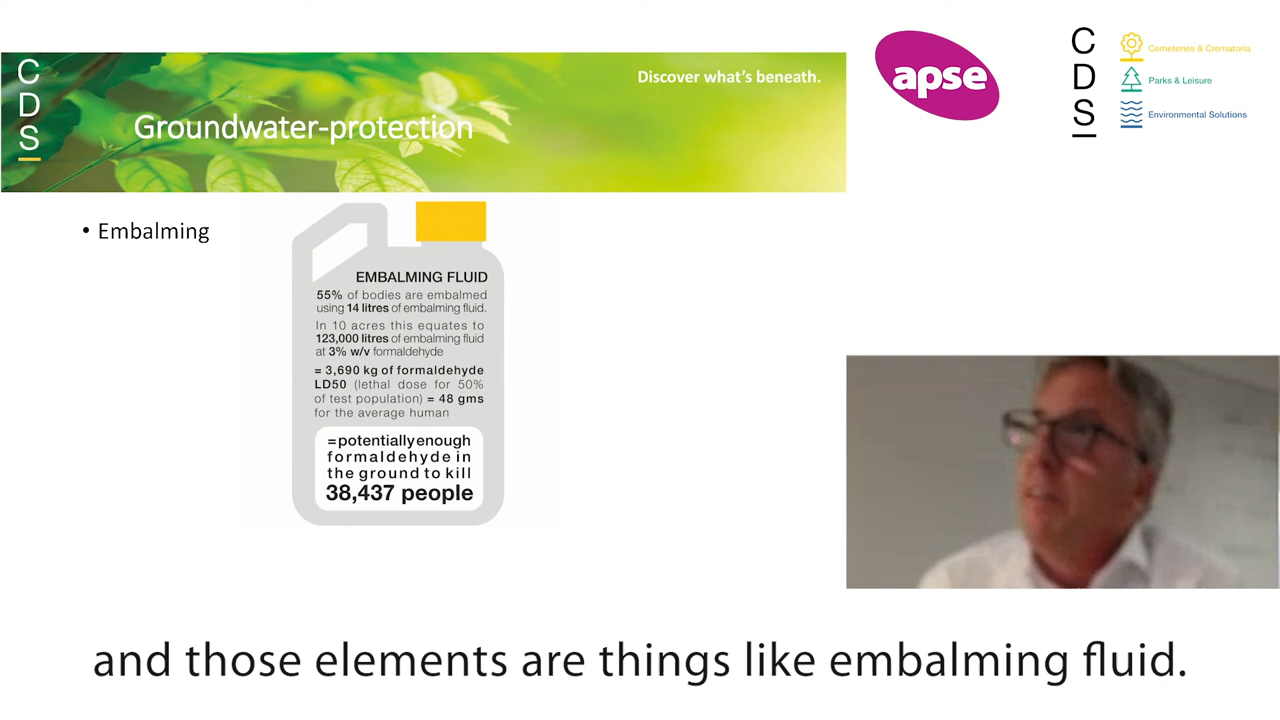 C
D
S
Discover what's beneath.
Groundwater-protection
apse
C
D
S
Cemeteries & Crematoria
Parks & Leisure
Environmental Solutions
• Embalming
EMBALMING FLUID
55% of bodies are embalmed
using 14 litres of embalming fluid.
In 10 acres this equates to
123,000 litres of embalming fluid
at 3% w/v formaldehyde
= 3,690 kg of formaldehyde
LD50 (lethal dose for 50%
of test population) = 48 gms
for the average human
=potentially enough
formaldehyde in
the ground to kill
38,437 people
and those elements are things like embalming fluid.